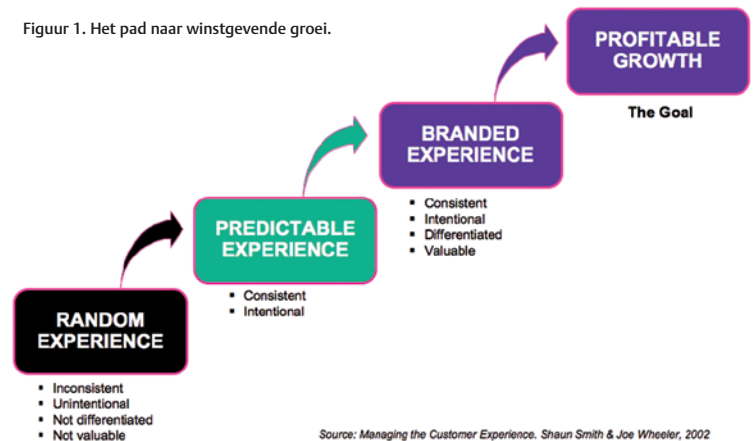 Figuur 1. Het pad naar winstgevende groei.
PROFITABLE
GROWTH
The Goal
BRANDED
EXPERIENCE
▪ Consistent
▪ Intentional
▪ Differentiated
▪ Valuable
PREDICTABLE
EXPERIENCE
▪ Consistent
▪ Intentional
RANDOM
EXPERIENCE
▪ Inconsistent
▪ Unintentional
▪ Not differentiated
▪ Not valuable
Source: Managing the Customer Experience. Shaun Smith & Joe Wheeler, 2002